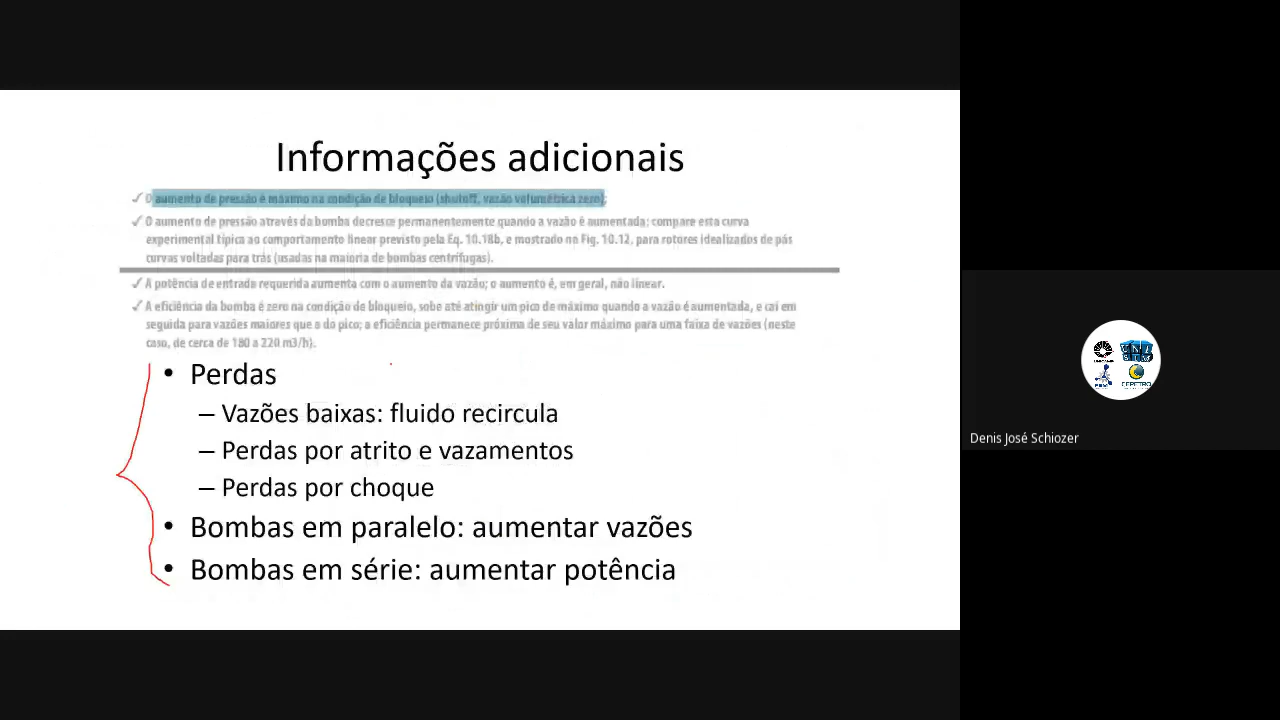 Informações adicionais
✓ O aumento de pressão é máximo na condição de bloqueio (shutoff, vazão volumétrica zero);
✓ O aumento de pressão através da bomba decresce permanentemente quando a vazão é aumentada; compare esta curva
experimental típica ao comportamento linear previsto pela Eq. 10.18b, e mostrado na Fig. 10.12, para rotores idealizados de pás
curvas voltadas para trás (usadas na maioria de bombas centrífugas).
✓ A potência de entrada requerida aumenta com o aumento da vazão; o aumento é, em geral, não linear.
✓ A eficiência da bomba é zero na condição de bloqueio, sobe até atingir um pico de máximo quando a vazão é aumentada, e cai em
seguida para vazões maiores que a do pico; a eficiência permanece próxima de seu valor máximo para uma faixa de vazões (neste
caso, de cerca de 180 a 220 m3/h).
• Perdas
– Vazões baixas: fluido recircula
– Perdas por atrito e vazamentos
– Perdas por choque
• Bombas em paralelo: aumentar vazões
• Bombas em série: aumentar potência
Denis José Schiozer